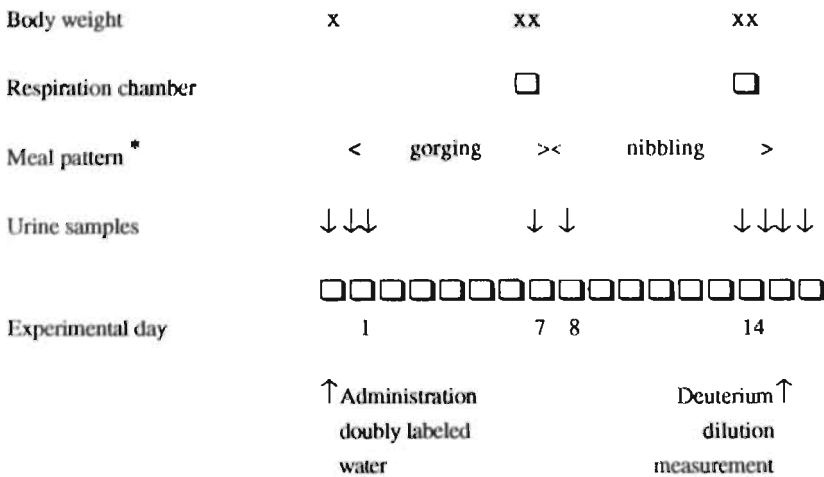 Body weight x xx xx
Respiration chamber
Meal pattern * < gorging >< nibbling >
Urine samples ↓ ↓↓ ↓ ↓ ↓ ↓↓ ↓
Experimental day 1 7 8 14
↑ Administration Deuterium ↑
doubly labeled dilution
water measurement